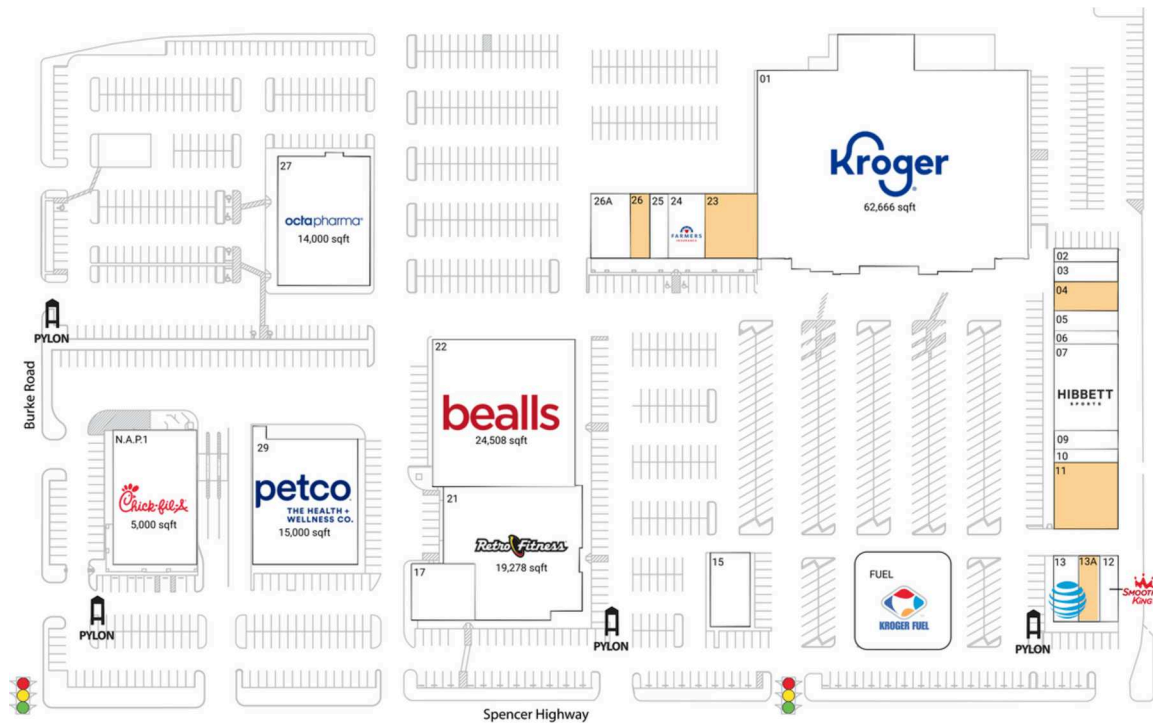 01
Kroger
62,666 sqft
27
octapharma
14,000 sqft
26A
26
25
24
23
FARMERS
INSURANCE
02
03
04
05
06
07
HIBBETT
SPORTS
09
10
11
PYLON
Burke Road
22
bealls
24,508 sqft
N.A.P.1
Chick-fil-A
5,000 sqft
29
petco
THE HEALTH +
WELLNESS CO.
15,000 sqft
21
Retro Fitness
19,278 sqft
17
15
FUEL
KROGER FUEL
13
13A
12
SMOOTH
KING
PYLON
PYLON
PYLON
Spencer Highway